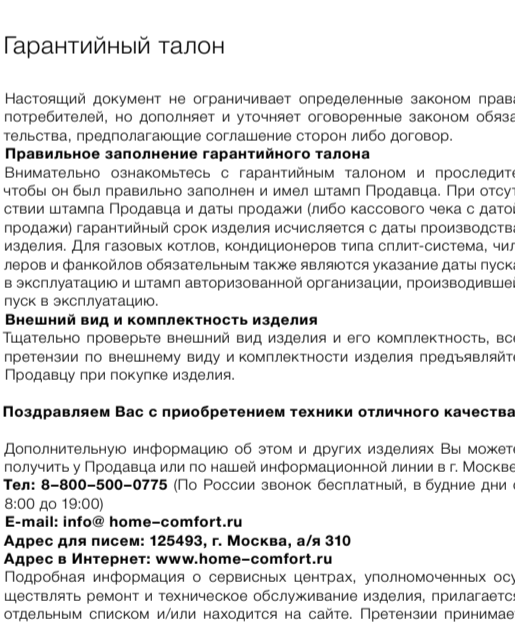 Гарантийный талон
Настоящий документ не ограничивает определенные законом права
потребителей, но дополняет и уточняет оговоренные законом обяза
тельства, предполагающие соглашение сторон либо договор.
Правильное заполнение гарантийного талона
Внимательно ознакомьтесь с гарантийным талоном и проследите
чтобы он был правильно заполнен и имел штамп Продавца. При отсут
ствии штампа Продавца и даты продажи (либо кассового чека с датой
продажи) гарантийный срок изделия исчисляется с даты производства
изделия. Для газовых котлов, кондиционеров типа сплит-система, чил
леров и фанкойлов обязательным также являются указание даты пуска
в эксплуатацию и штамп авторизованной организации, производившей
пуск в эксплуатацию.
Внешний вид и комплектность изделия
Тщательно проверьте внешний вид изделия и его комплектность, все
претензии по внешнему виду и комплектности изделия предъявляйте
Продавцу при покупке изделия.
Поздравляем Вас с приобретением техники отличного качества
Дополнительную информацию об этом и других изделиях Вы можете
получить у Продавца или по нашей информационной линии в г. Москве
Тел: 8–800–500–0775 (По России звонок бесплатный, в будние дни с
8:00 до 19:00)
E-mail: info@ home–comfort.ru
Адрес для писем: 125493, г. Москва, а/я 310
Адрес в Интернет: www.home–comfort.ru
Подробная информация о сервисных центрах, уполномоченных осу
ществлять ремонт и техническое обслуживание изделия, прилагается
отдельным списком и/или находится на сайте. Претензии принимает